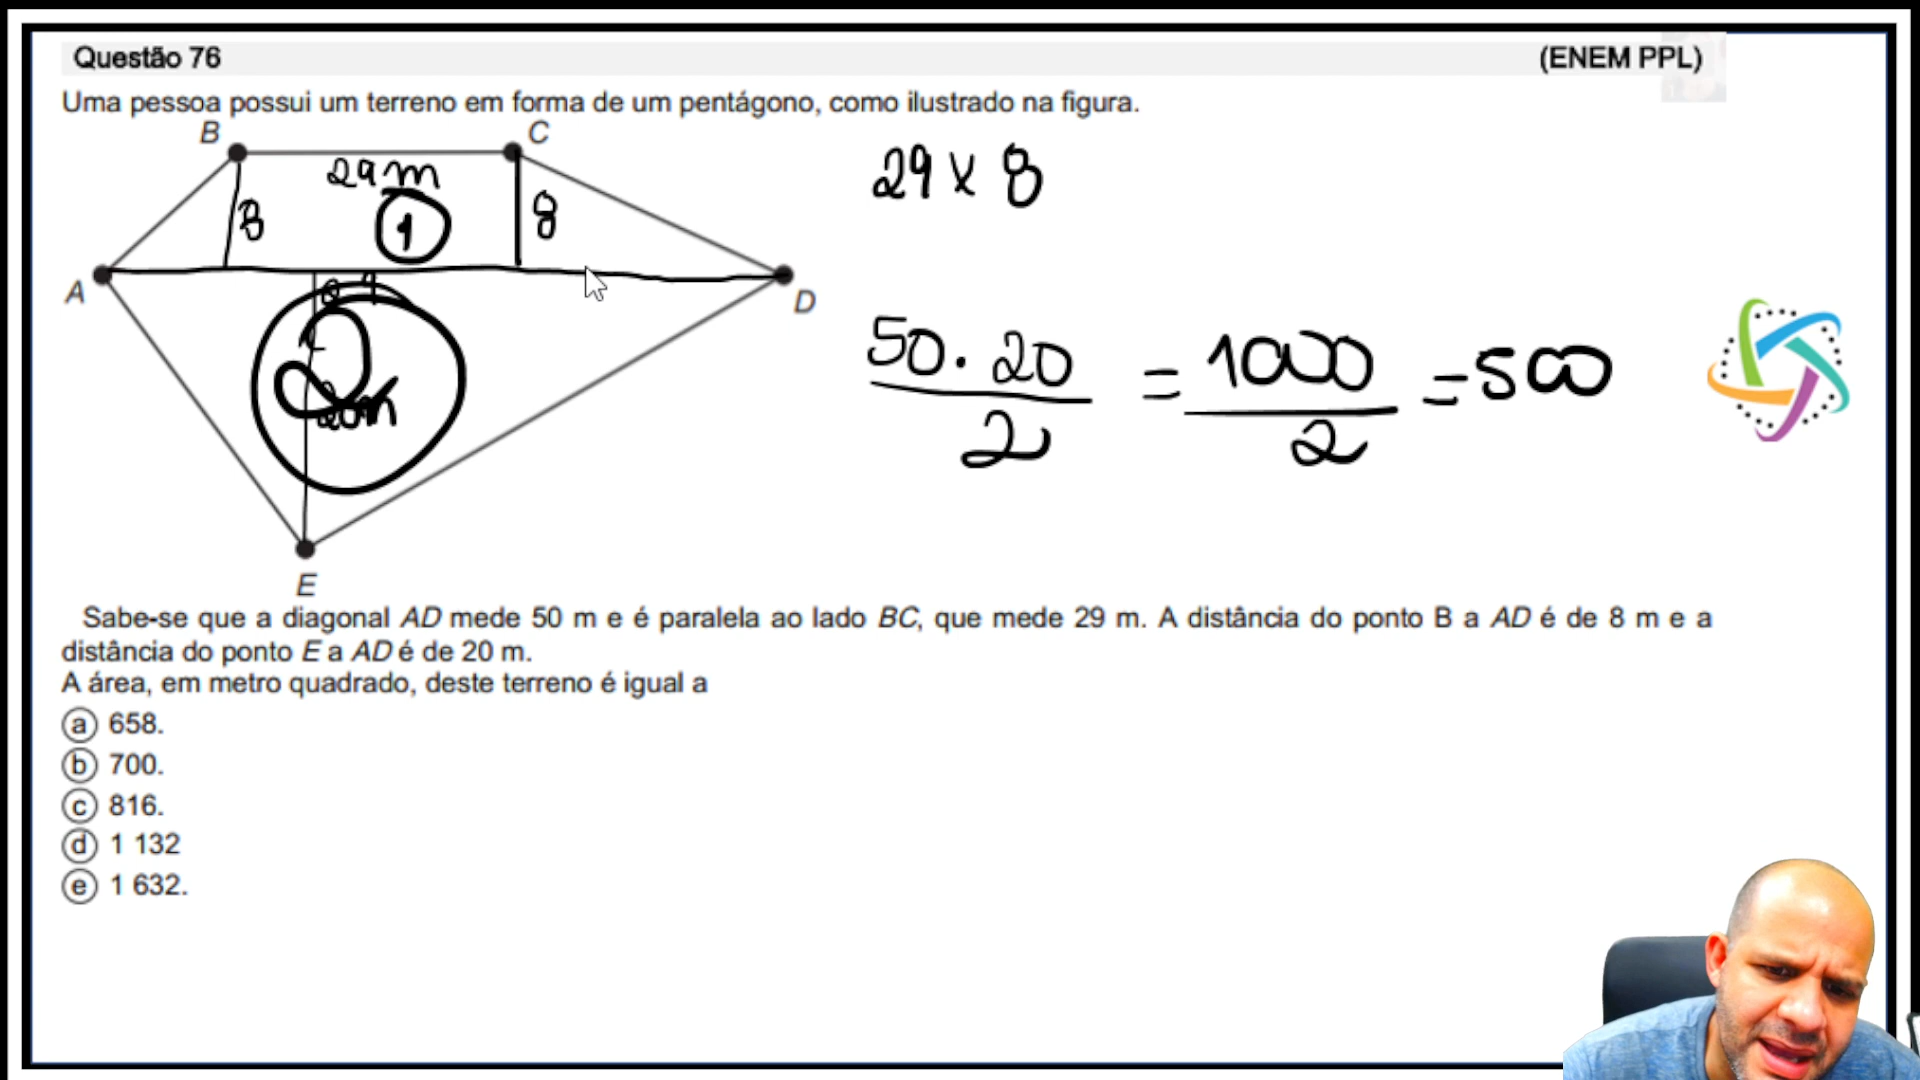 Questão 76 (ENEM PPL)
Uma pessoa possui um terreno em forma de um pentágono, como ilustrado na figura.
B C
29 m
29 x 8
8 8
1
A D
50 . 20 / 2 = 1000 / 2 = 500
2
20m
E
Sabe-se que a diagonal AD mede 50 m e é paralela ao lado BC, que mede 29 m. A distância do ponto B a AD é de 8 m e a
distância do ponto E a AD é de 20 m.
A área, em metro quadrado, deste terreno é igual a
a 658.
b 700.
c 816.
d 1 132
e 1 632.